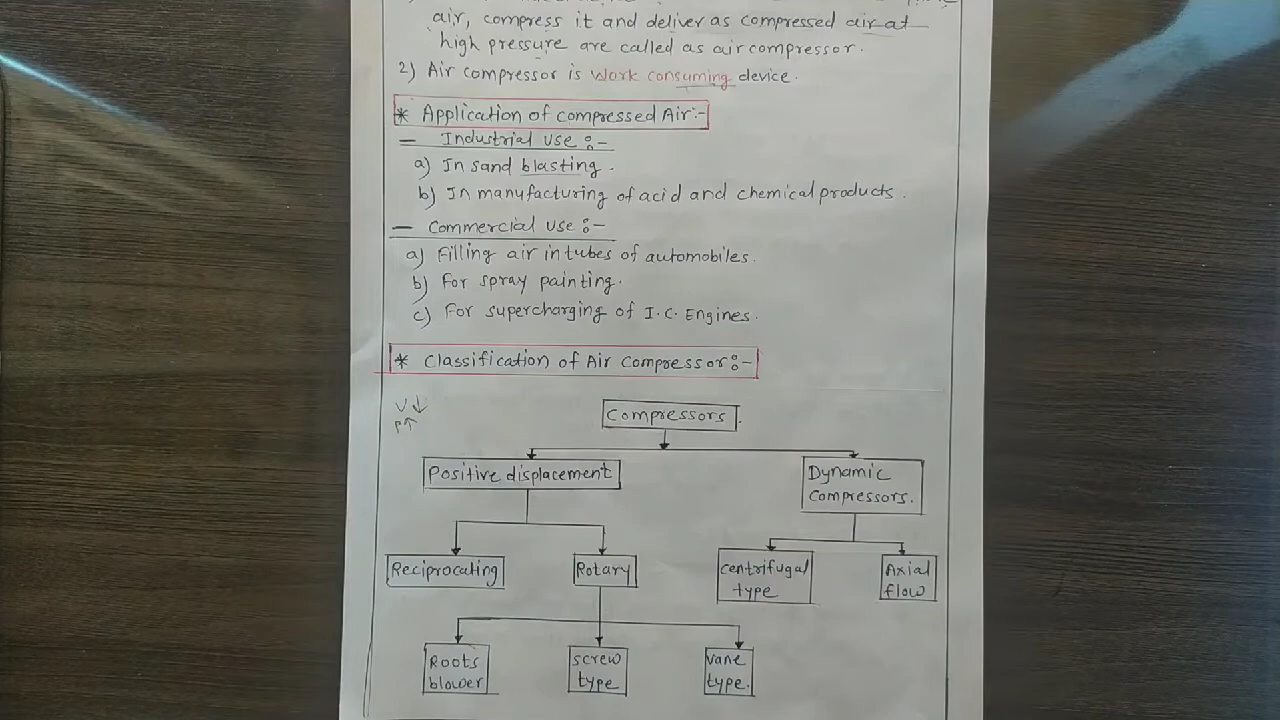 air, compress it and deliver as compressed air at
high pressure are called as air compressor.
2) Air compressor is work consuming device.
* Application of compressed Air:-
— Industrial use :-
a) In sand blasting.
b) In manufacturing of acid and chemical products.
— Commercial use :-
a) Filling air in tubes of automobiles.
b) For spray painting.
c) For supercharging of I.C. Engines.
* Classification of Air compressor:-
V↓
P↑
Compressors.
Positive displacement
Dynamic
compressors.
Reciprocating
Rotary
centrifugal
type
Axial
flow
Roots
blower
screw
type
vane
type.